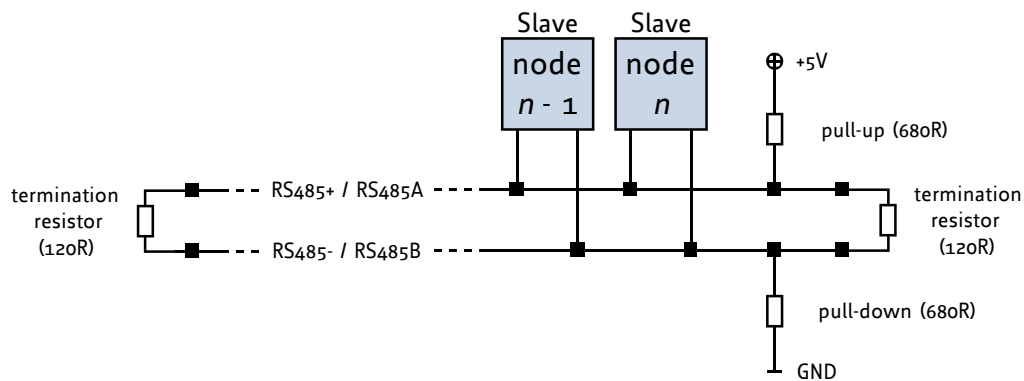 Slave
node
n - 1
Slave
node
n
+5V
pull-up (680R)
termination
resistor
(120R)
RS485+ / RS485A
termination
resistor
(120R)
RS485- / RS485B
pull-down (680R)
GND